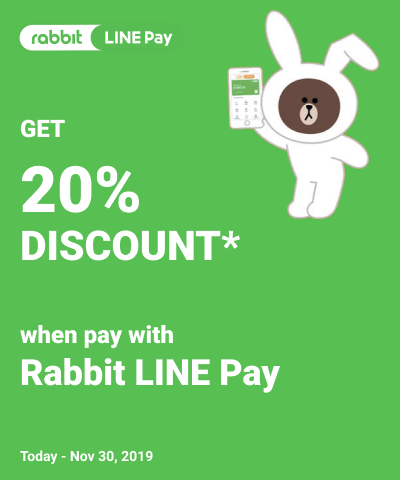 rabbit LINE Pay
GET
20%
DISCOUNT*
when pay with
Rabbit LINE Pay
Today - Nov 30, 2019